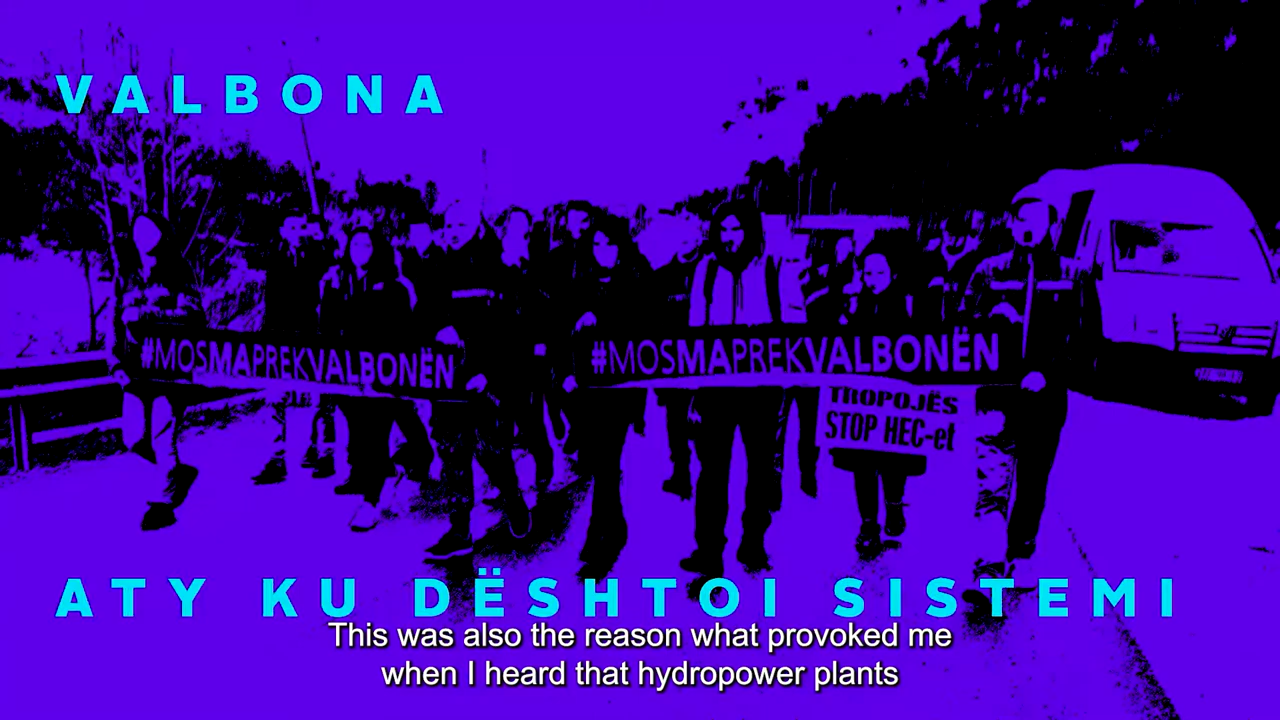 VALBONA
#MOSMAPREKVALBONËN
#MOSMAPREKVALBONËN
TROPOJËS
STOP HEC-et
ATY KU DËSHTOI SISTEMI
This was also the reason what provoked me
when I heard that hydropower plants